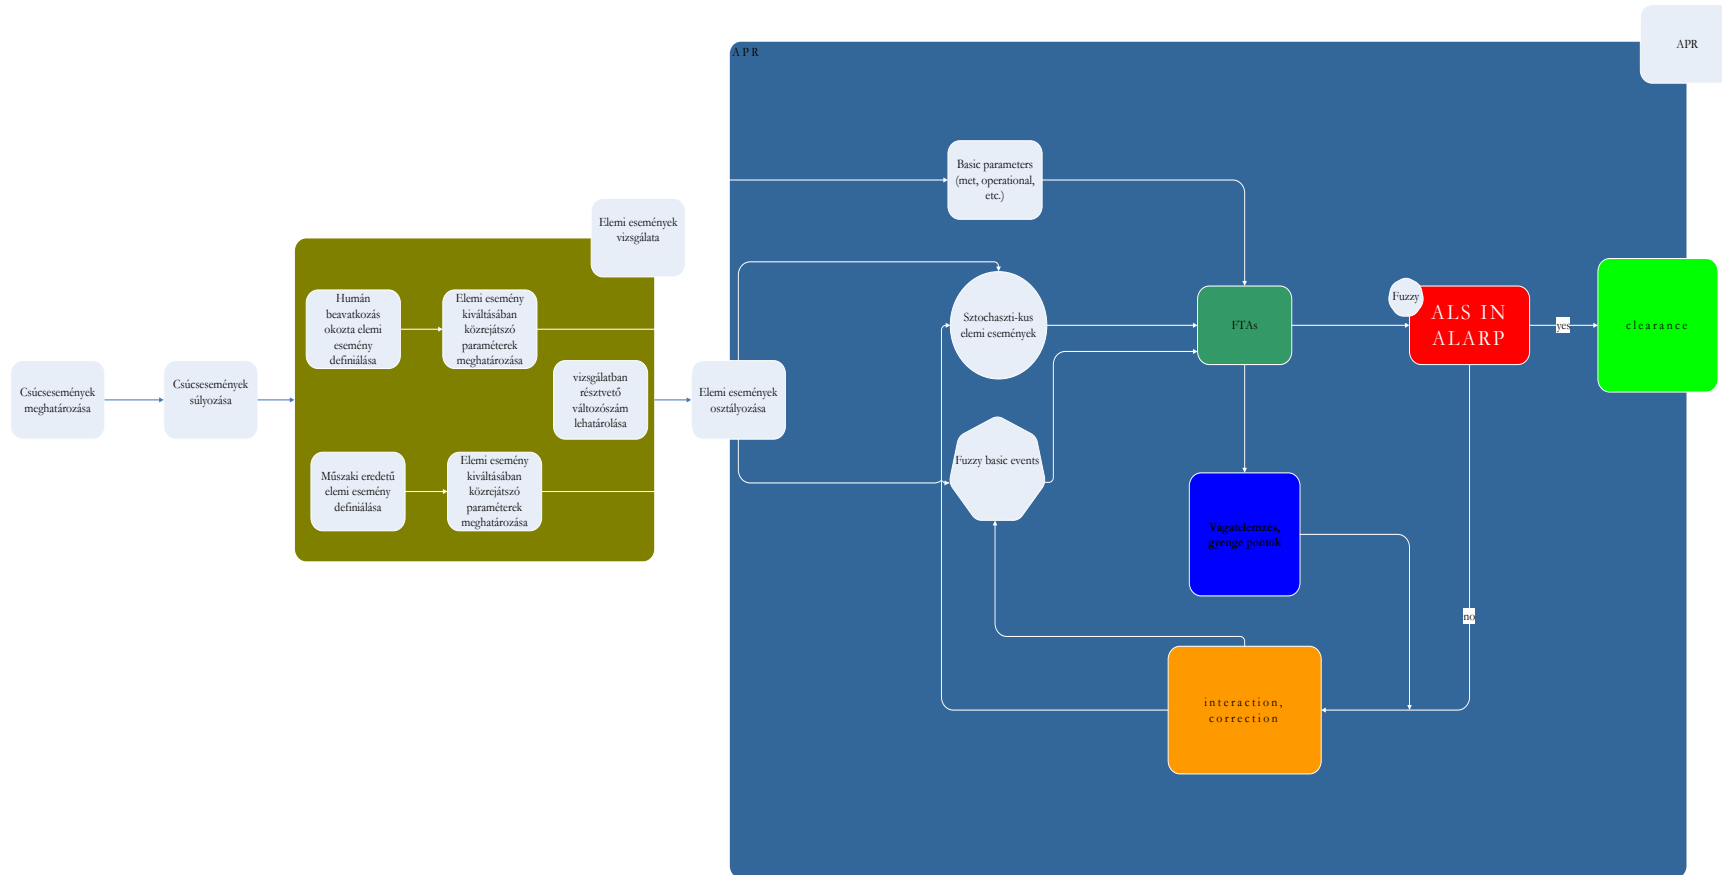 APR
APR
Basic parameters
(met, operational,
etc.)
Elemi események
vizsgálata
Humán
beavatkozás
okozta elemi
esemény
definiálása
Elemi esemény
kiváltásában
közrejátszó
paraméterek
meghatározása
Sztochaszti-kus
elemi események
FTAs
Fuzzy
ALS IN
ALARP
yes
clearance
Csúcsesemények
meghatározása
Csúcsesemények
súlyozása
vizsgálatban
résztvető
változószám
lehatárolása
Elemi események
osztályozása
Műszaki eredetű
elemi esemény
definiálása
Elemi esemény
kiváltásában
közrejátszó
paraméterek
meghatározása
Fuzzy basic events
Vágatelemzés,
gyenge pontok
no
interaction,
correction